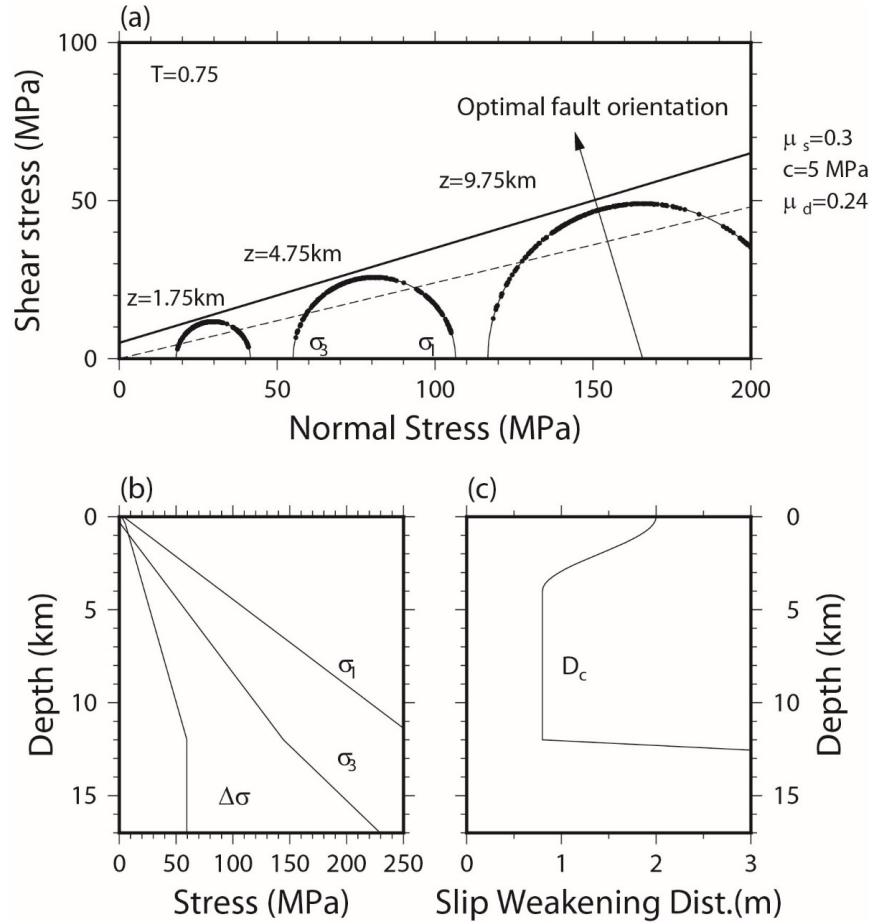 (a)
100
50
0
Shear stress (MPa)
T=0.75
Optimal fault orientation
z=9.75km
z=4.75km
z=1.75km
σ3
σ1
μ s=0.3
c=5 MPa
μ d=0.24
0 50 100 150 200
Normal Stress (MPa)
(b)
0
5
10
15
Depth (km)
σ1
σ3
Δσ
0 50 100 150 200 250
Stress (MPa)
(c)
Dc
0
5
10
15
Depth (km)
0 1 2 3
Slip Weakening Dist.(m)